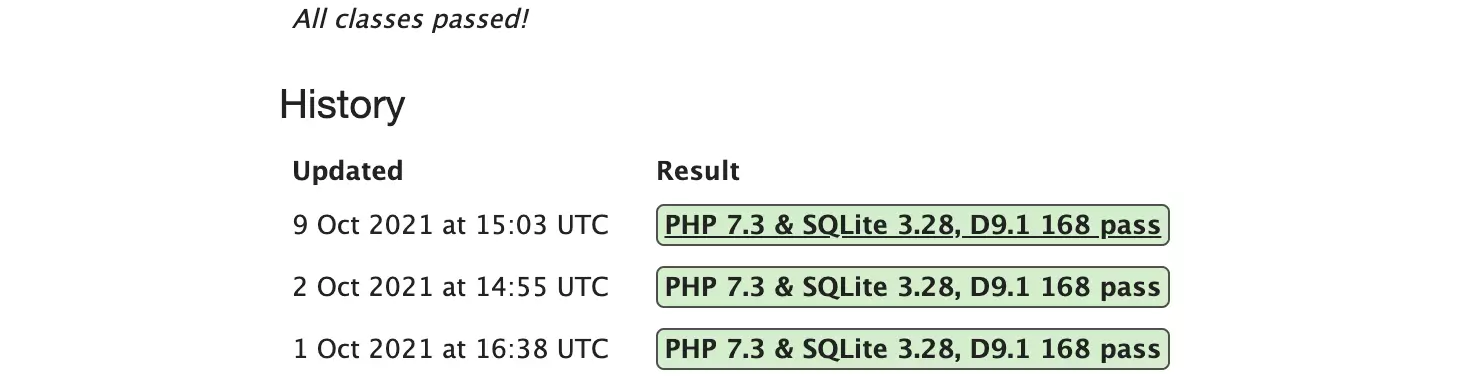 All classes passed!
History
Updated Result
9 Oct 2021 at 15:03 UTC PHP 7.3 & SQLite 3.28, D9.1 168 pass
2 Oct 2021 at 14:55 UTC PHP 7.3 & SQLite 3.28, D9.1 168 pass
1 Oct 2021 at 16:38 UTC PHP 7.3 & SQLite 3.28, D9.1 168 pass